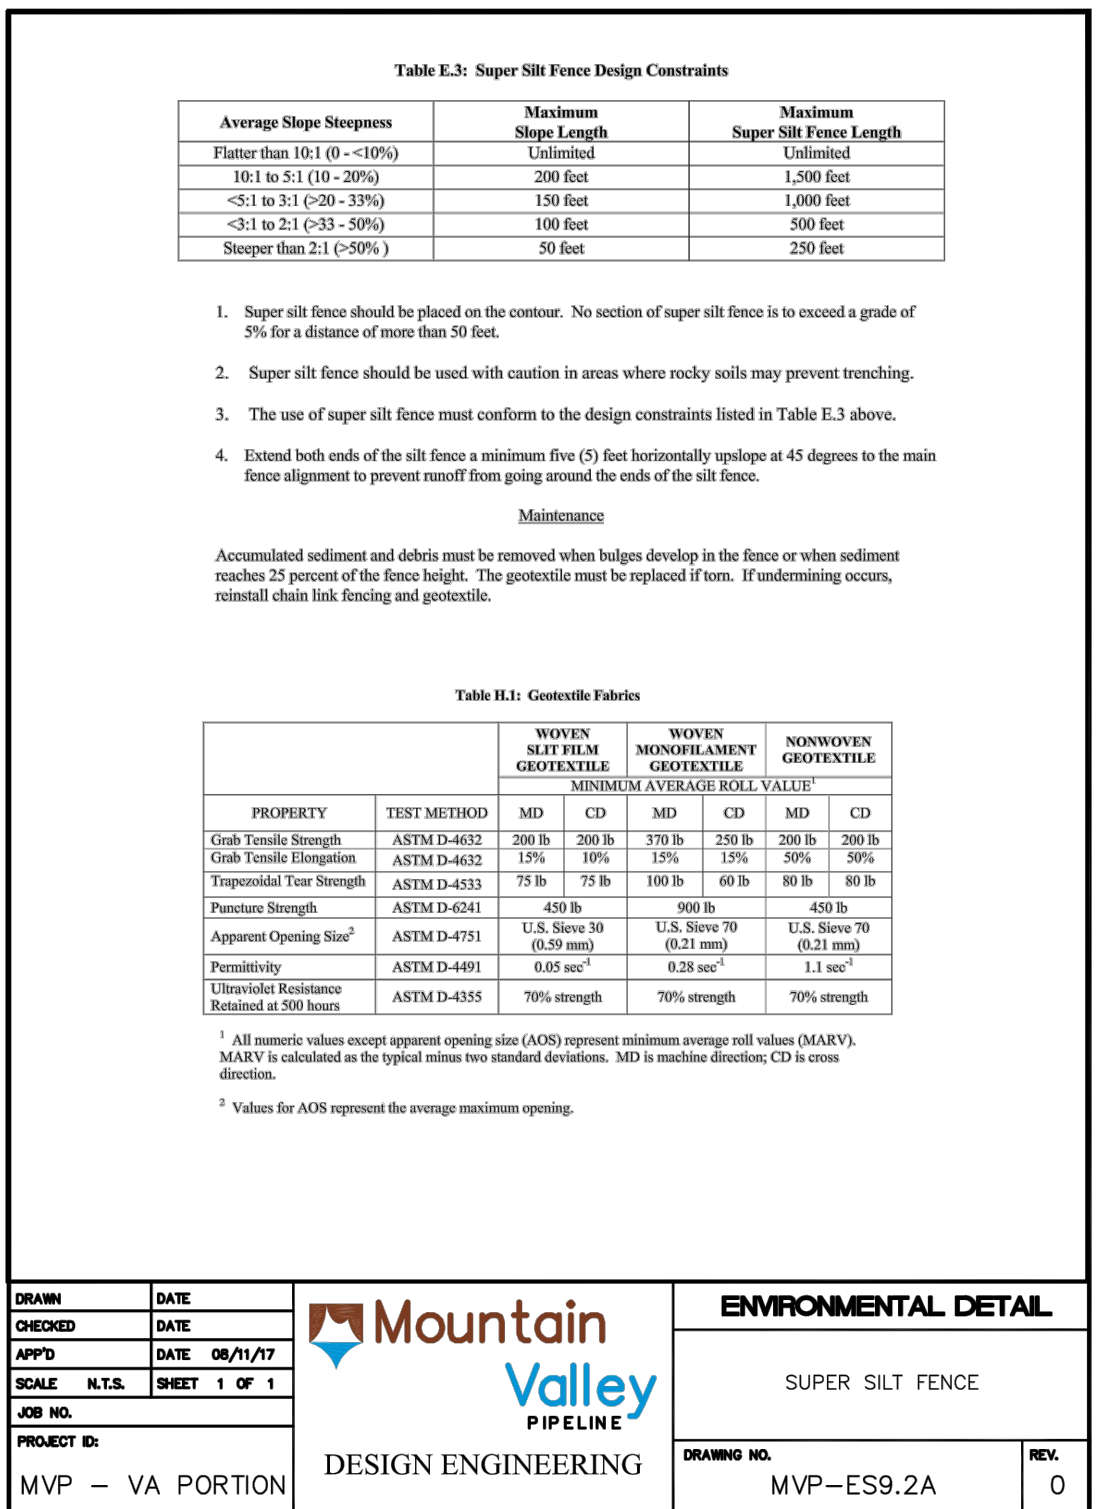 Table E.3: Super Silt Fence Design Constraints
Average Slope Steepness Maximum Slope Length Maximum Super Silt Fence Length
Flatter than 10:1 (0 - <10%) Unlimited Unlimited
10:1 to 5:1 (10 - 20%) 200 feet 1,500 feet
<5:1 to 3:1 (>20 - 33%) 150 feet 1,000 feet
<3:1 to 2:1 (>33 - 50%) 100 feet 500 feet
Steeper than 2:1 (>50% ) 50 feet 250 feet
1. Super silt fence should be placed on the contour. No section of super silt fence is to exceed a grade of
5% for a distance of more than 50 feet.
2. Super silt fence should be used with caution in areas where rocky soils may prevent trenching.
3. The use of super silt fence must conform to the design constraints listed in Table E.3 above.
4. Extend both ends of the silt fence a minimum five (5) feet horizontally upslope at 45 degrees to the main
fence alignment to prevent runoff from going around the ends of the silt fence.
Maintenance
Accumulated sediment and debris must be removed when bulges develop in the fence or when sediment
reaches 25 percent of the fence height. The geotextile must be replaced if torn. If undermining occurs,
reinstall chain link fencing and geotextile.
Table H.1: Geotextile Fabrics
WOVEN SLIT FILM GEOTEXTILE WOVEN MONOFILAMENT GEOTEXTILE NONWOVEN GEOTEXTILE
MINIMUM AVERAGE ROLL VALUE¹
PROPERTY TEST METHOD MD CD MD CD MD CD
Grab Tensile Strength ASTM D-4632 200 lb 200 lb 370 lb 250 lb 200 lb 200 lb
Grab Tensile Elongation ASTM D-4632 15% 10% 15% 15% 50% 50%
Trapezoidal Tear Strength ASTM D-4533 75 lb 75 lb 100 lb 60 lb 80 lb 80 lb
Puncture Strength ASTM D-6241 450 lb 900 lb 450 lb
Apparent Opening Size² ASTM D-4751 U.S. Sieve 30 (0.59 mm) U.S. Sieve 70 (0.21 mm) U.S. Sieve 70 (0.21 mm)
Permittivity ASTM D-4491 0.05 sec⁻¹ 0.28 sec⁻¹ 1.1 sec⁻¹
Ultraviolet Resistance Retained at 500 hours ASTM D-4355 70% strength 70% strength 70% strength
¹ All numeric values except apparent opening size (AOS) represent minimum average roll values (MARV).
MARV is calculated as the typical minus two standard deviations. MD is machine direction; CD is cross
direction.
² Values for AOS represent the average maximum opening.
DRAWN DATE
CHECKED DATE
APP'D DATE 08/11/17
SCALE N.T.S. SHEET 1 OF 1
JOB NO.
PROJECT ID:
MVP – VA PORTION
Mountain
Valley
PIPELINE
DESIGN ENGINEERING
ENVIRONMENTAL DETAIL
SUPER SILT FENCE
DRAWING NO.
MVP–ES9.2A
REV.
0